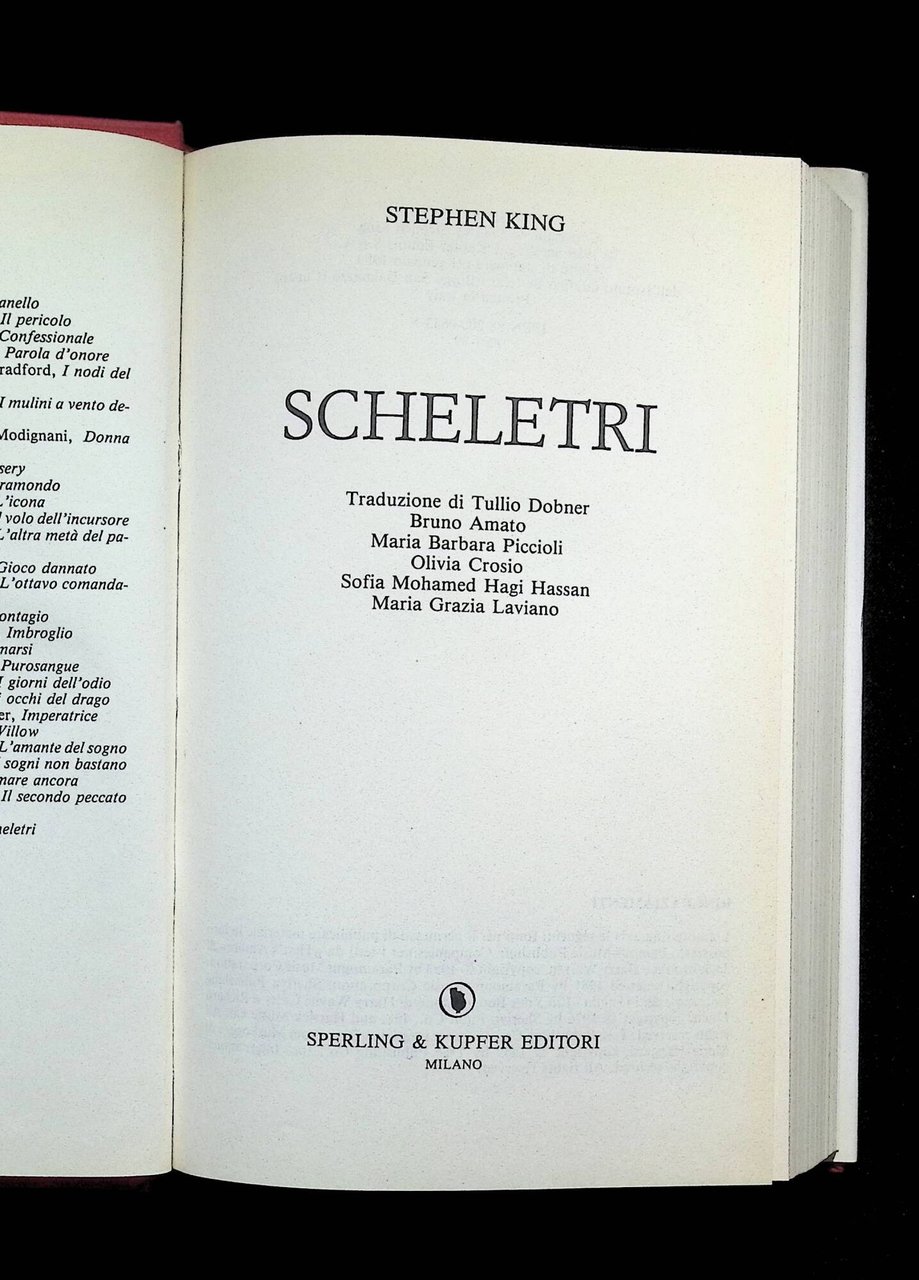 anello
Il pericolo
Confessionale
Parola d'onore
radford, I nodi del
I mulini a vento de-
Modignani, Donna
sery
ramondo
L'icona
l volo dell'incursore
L'altra metà del pa-
Gioco dannato
L'ottavo comanda-
ontagio
Imbroglio
marsi
Purosangue
I giorni dell'odio
i occhi del drago
er, Imperatrice
Willow
L'amante del sogno
sogni non bastano
mare ancora
Il secondo peccato
heletri
STEPHEN KING
SCHELETRI
Traduzione di Tullio Dobner
Bruno Amato
Maria Barbara Piccioli
Olivia Crosio
Sofia Mohamed Hagi Hassan
Maria Grazia Laviano
SPERLING & KUPFER EDITORI
MILANO